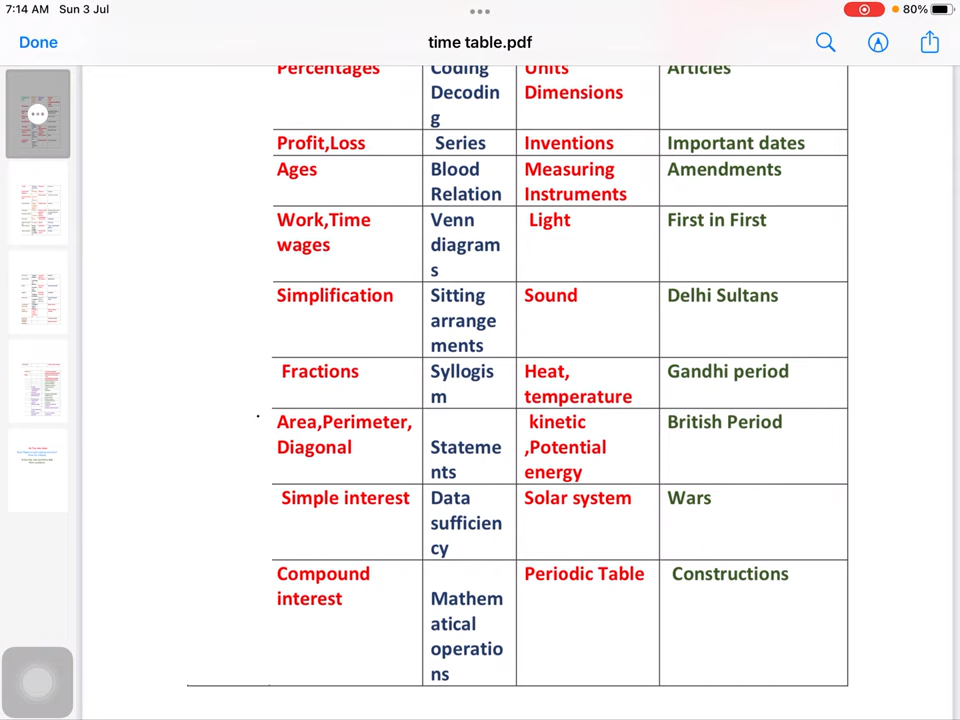 7:14 AM Sun 3 Jul
80%
Done
time table.pdf
Percentages
Coding
Decodin
g
Units
Dimensions
Articles
Profit,Loss
Series
Inventions
Important dates
Ages
Blood
Relation
Measuring
Instruments
Amendments
Work,Time
wages
Venn
diagram
s
Light
First in First
Simplification
Sitting
arrange
ments
Sound
Delhi Sultans
Fractions
Syllogis
m
Heat,
temperature
Gandhi period
Area,Perimeter,
Diagonal
Stateme
nts
kinetic
,Potential
energy
British Period
Simple interest
Data
sufficien
cy
Solar system
Wars
Compound
interest
Mathem
atical
operatio
ns
Periodic Table
Constructions